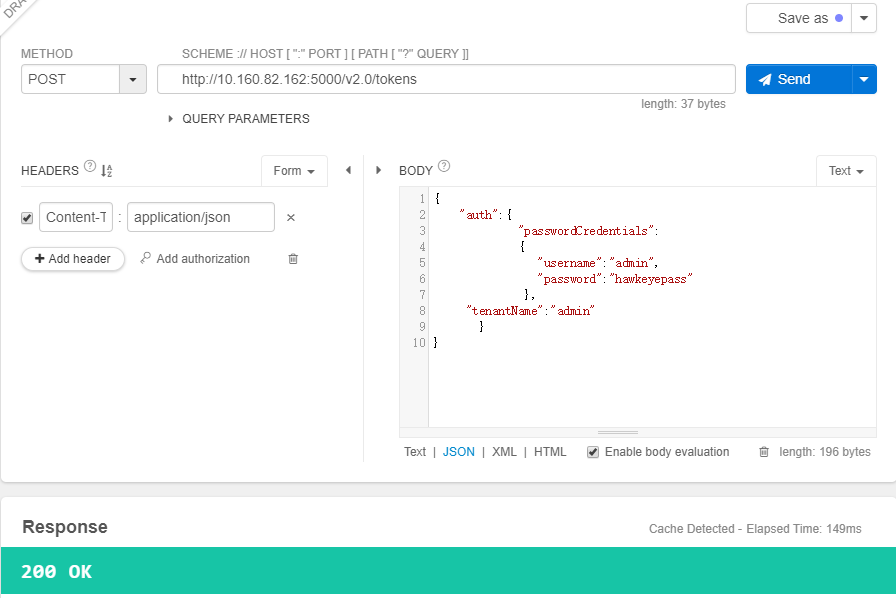 DRA
Save as
METHOD
SCHEME :// HOST [ ":" PORT ] [ PATH [ "?" QUERY ]]
POST
http://10.160.82.162:5000/v2.0/tokens
Send
length: 37 bytes
QUERY PARAMETERS
HEADERS ?
Form
BODY ?
Text
Content-T : application/json ×
+ Add header
Add authorization
1 {
2 "auth":{
3 "passwordCredentials":
4 {
5 "username":"admin",
6 "password":"hawkeyepass"
7 },
8 "tenantName":"admin"
9 }
10 }
Text | JSON | XML | HTML
Enable body evaluation
length: 196 bytes
Response
Cache Detected - Elapsed Time: 149ms
200 OK